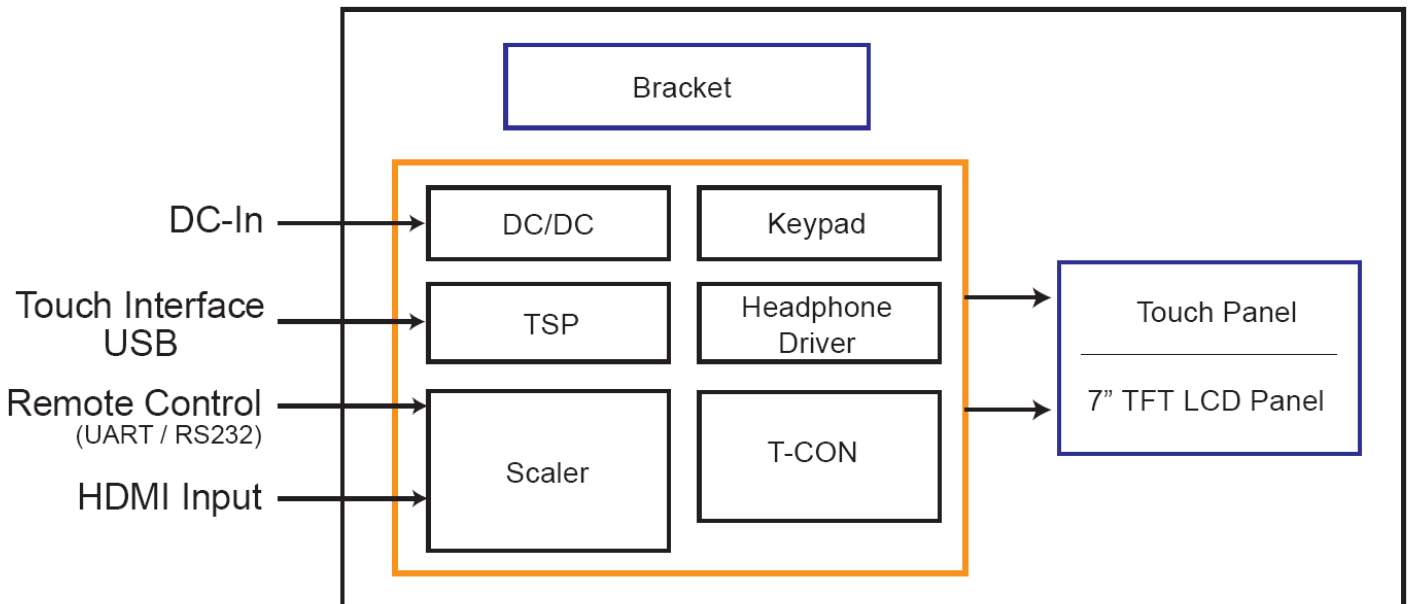 Bracket
DC-In
DC/DC
Keypad
Touch Interface
USB
TSP
Headphone
Driver
Touch Panel
7” TFT LCD Panel
Remote Control
(UART / RS232)
HDMI Input
Scaler
T-CON